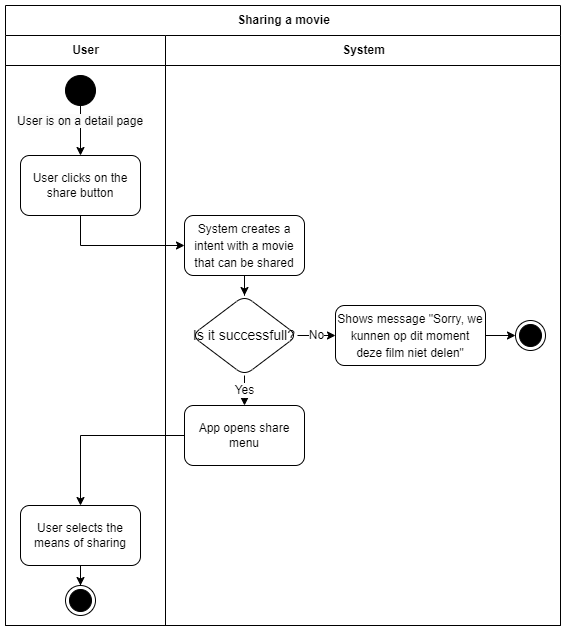 Sharing a movie
User
System
User is on a detail page
User clicks on the
share button
System creates a
intent with a movie
that can be shared
Is it successfull?
No
Shows message "Sorry, we
kunnen op dit moment
deze film niet delen"
Yes
App opens share
menu
User selects the
means of sharing